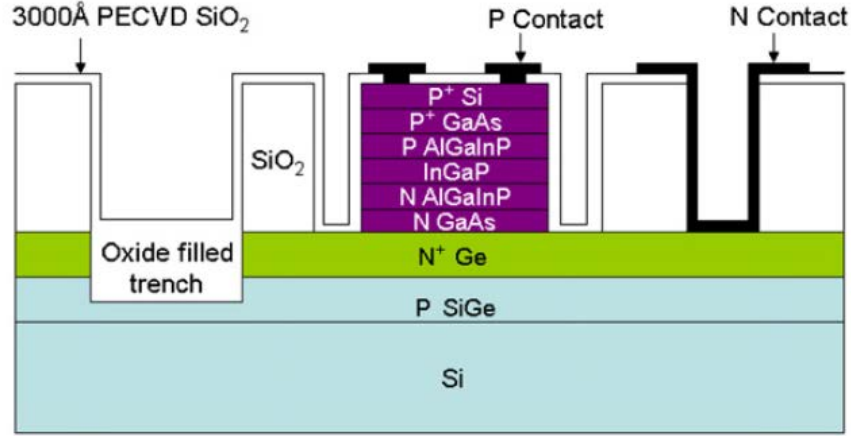 3000Å PECVD SiO₂
P Contact
N Contact
SiO₂
P⁺ Si
P⁺ GaAs
P AlGaInP
InGaP
N AlGaInP
N GaAs
Oxide filled
trench
N⁺ Ge
P SiGe
Si